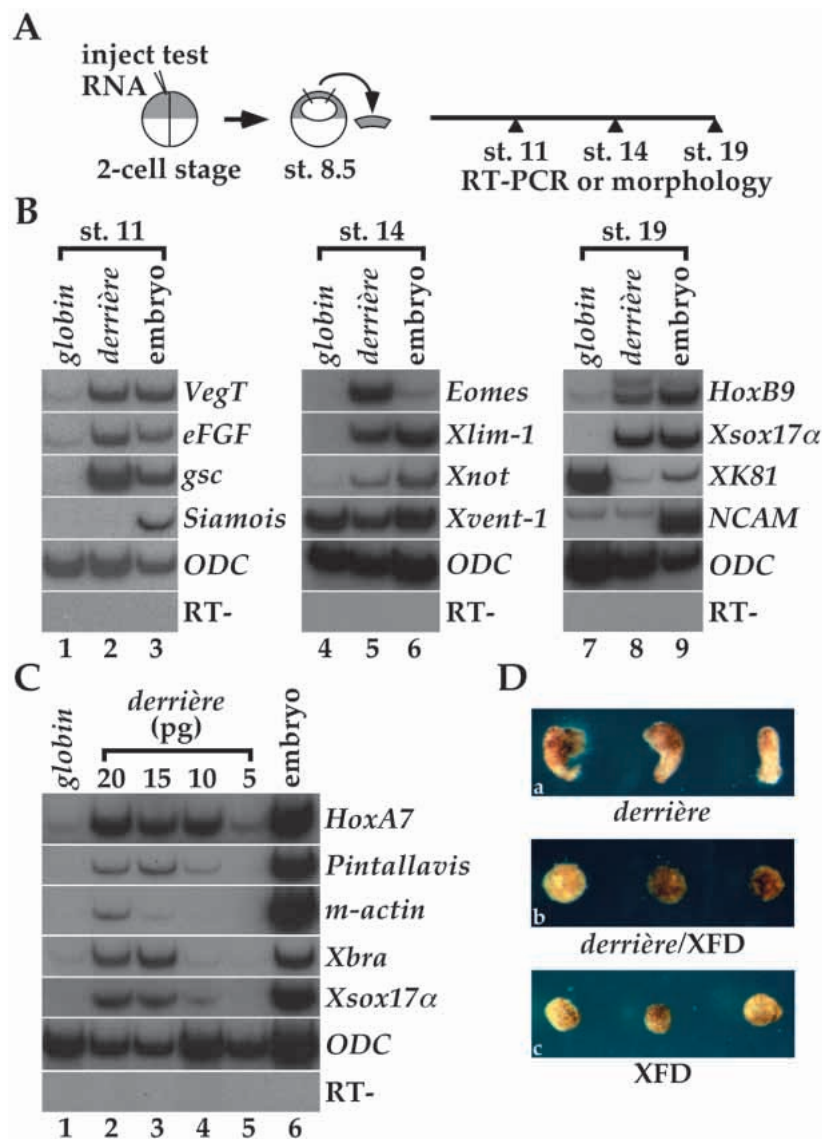 A
inject test
RNA
2-cell stage
st. 8.5
st. 11
st. 14
st. 19
RT-PCR or morphology
B
st. 11
globin
derrière
embryo
VegT
eFGF
gsc
Siamois
ODC
RT-
1 2 3
st. 14
globin
derrière
embryo
Eomes
Xlim-1
Xnot
Xvent-1
ODC
RT-
4 5 6
st. 19
globin
derrière
embryo
HoxB9
Xsox17α
XK81
NCAM
ODC
RT-
7 8 9
C
derrière
(pg)
globin
20 15 10 5
embryo
HoxA7
Pintallavis
m-actin
Xbra
Xsox17α
ODC
RT-
1 2 3 4 5 6
D
a
derrière
b
derrière/XFD
c
XFD